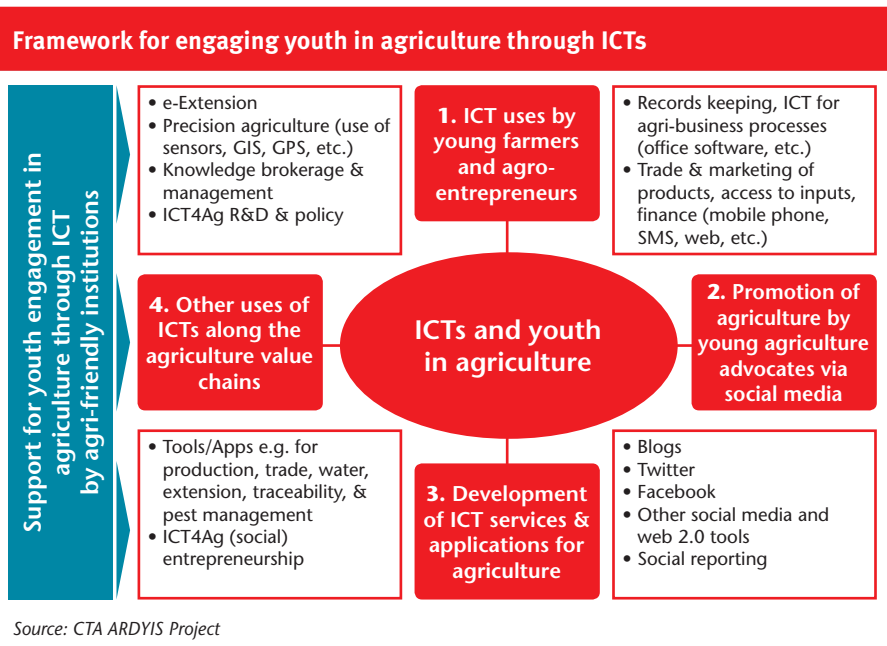 Framework for engaging youth in agriculture through ICTs
Support for youth engagement in
agriculture through ICT
by agri-friendly institutions
• e-Extension
• Precision agriculture (use of
sensors, GIS, GPS, etc.)
• Knowledge brokerage &
management
• ICT4Ag R&D & policy
1. ICT uses by
young farmers
and agro-
entrepreneurs
• Records keeping, ICT for
agri-business processes
(office software, etc.)
• Trade & marketing of
products, access to inputs,
finance (mobile phone,
SMS, web, etc.)
4. Other uses of
ICTs along the
agriculture value
chains
ICTs and youth
in agriculture
2. Promotion of
agriculture by
young agriculture
advocates via
social media
• Tools/Apps e.g. for
production, trade, water,
extension, traceability, &
pest management
• ICT4Ag (social)
entrepreneurship
3. Development
of ICT services &
applications for
agriculture
• Blogs
• Twitter
• Facebook
• Other social media and
web 2.0 tools
• Social reporting
Source: CTA ARDYIS Project